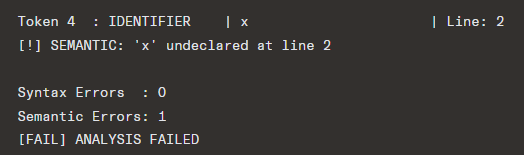 Token 4  : IDENTIFIER    | x                      | Line: 2
[!] SEMANTIC: 'x' undeclared at line 2
Syntax Errors  : 0
Semantic Errors: 1
[FAIL] ANALYSIS FAILED